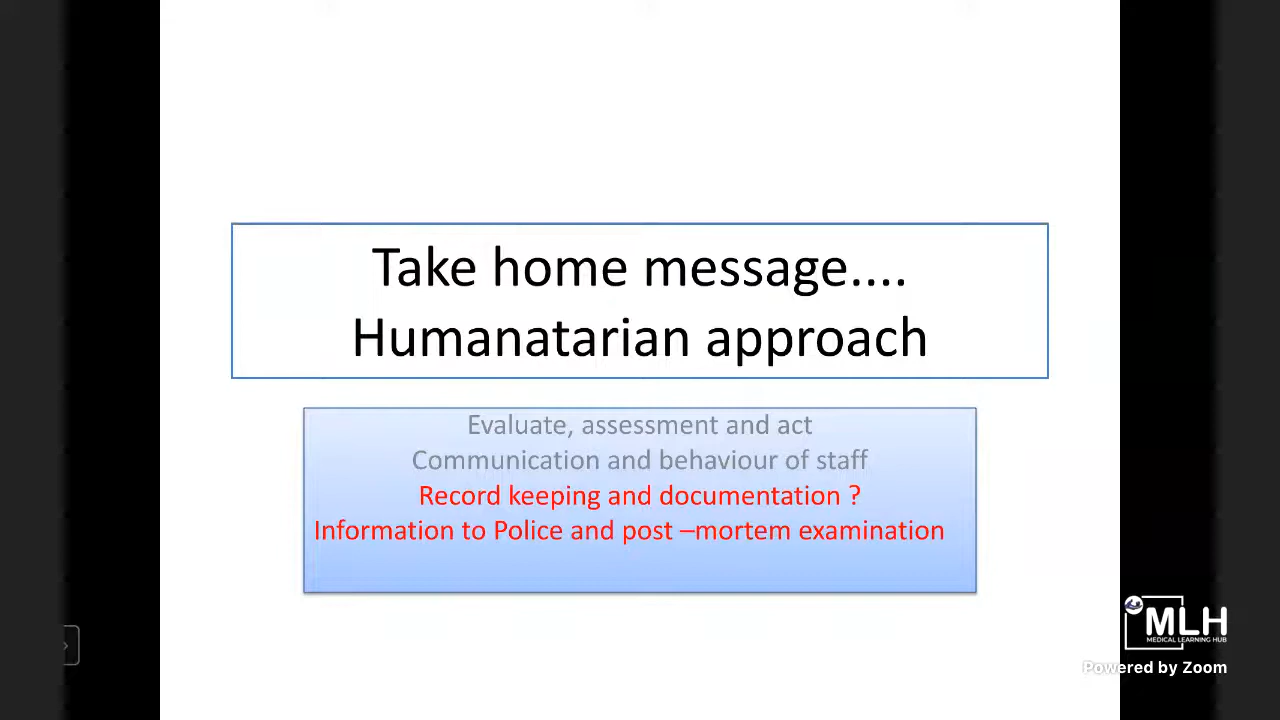 Take home message....
Humanatarian approach
Evaluate, assessment and act
Communication and behaviour of staff
Record keeping and documentation ?
Information to Police and post –mortem examination
MLH
MEDICAL LEARNING HUB
Powered by Zoom